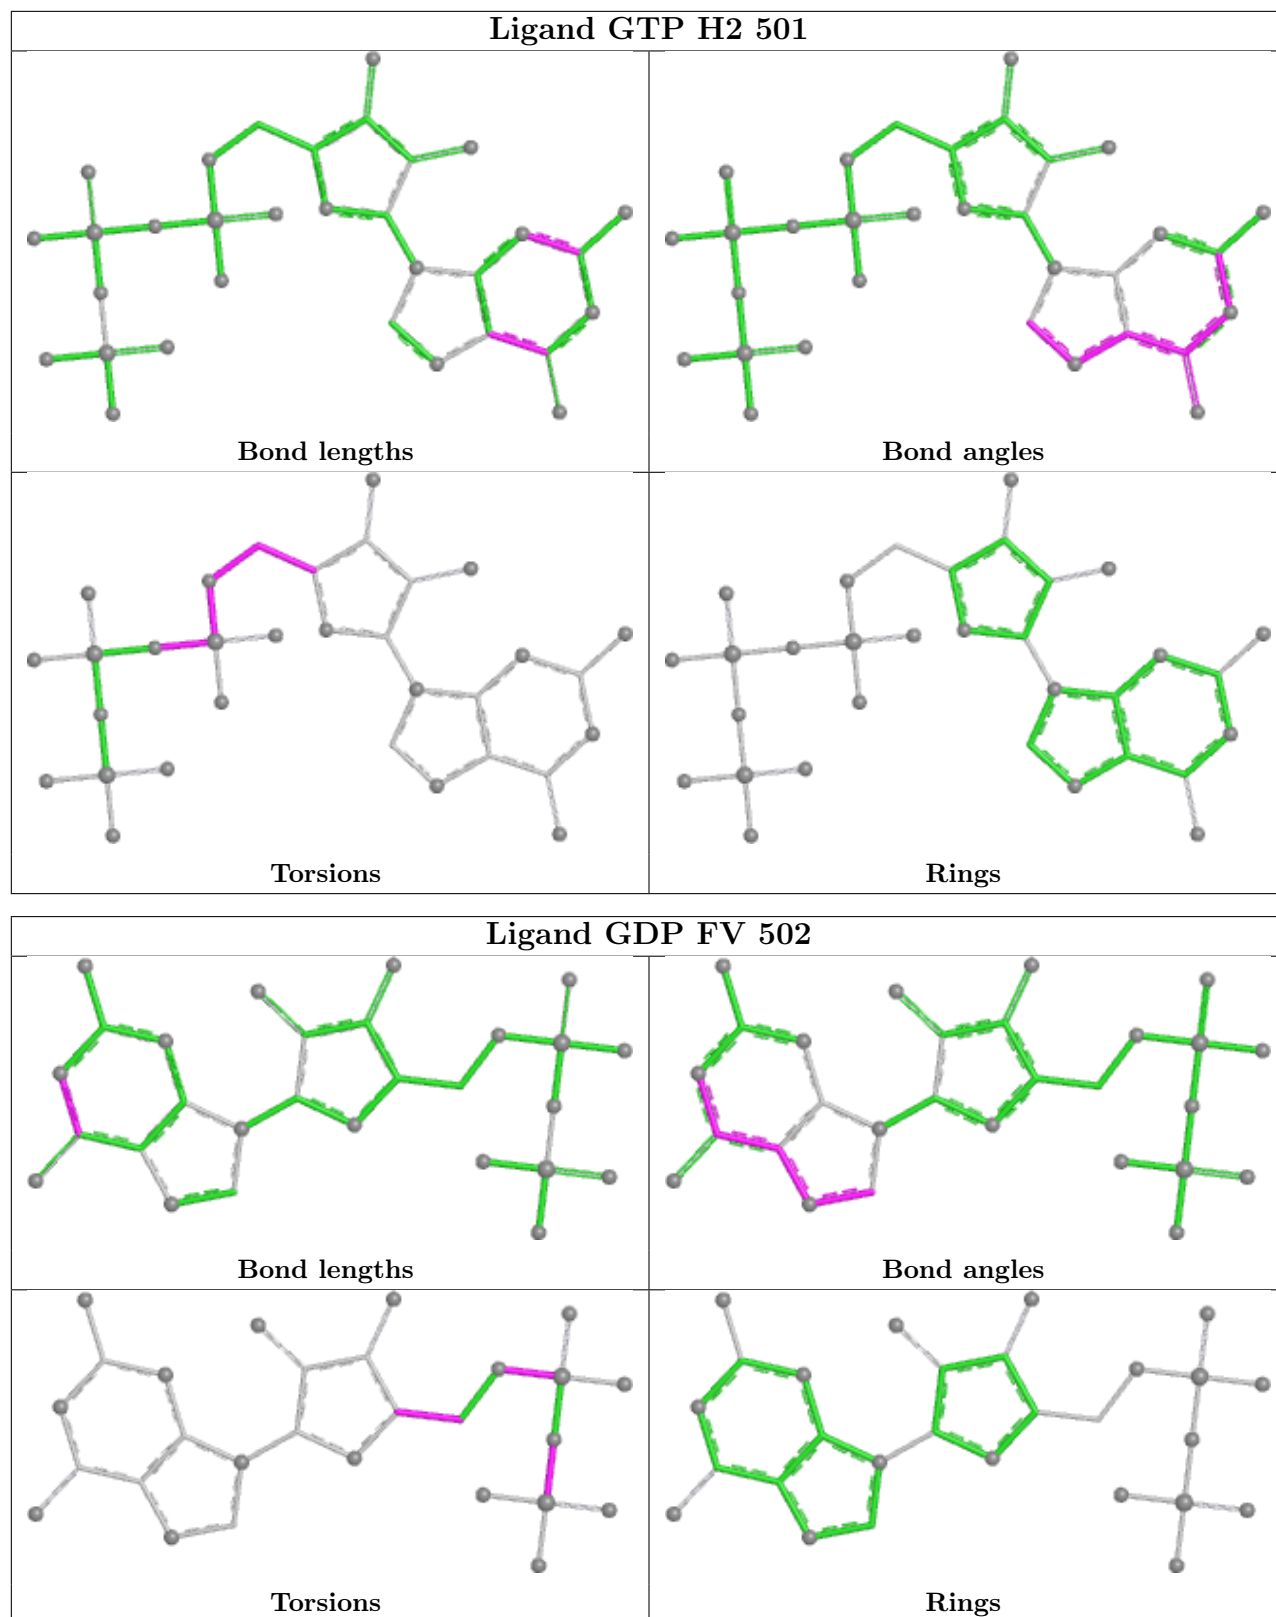 Ligand GTP H2 501
Bond lengths
Bond angles
Torsions
Rings
Ligand GDP FV 502
Bond lengths
Bond angles
Torsions
Rings